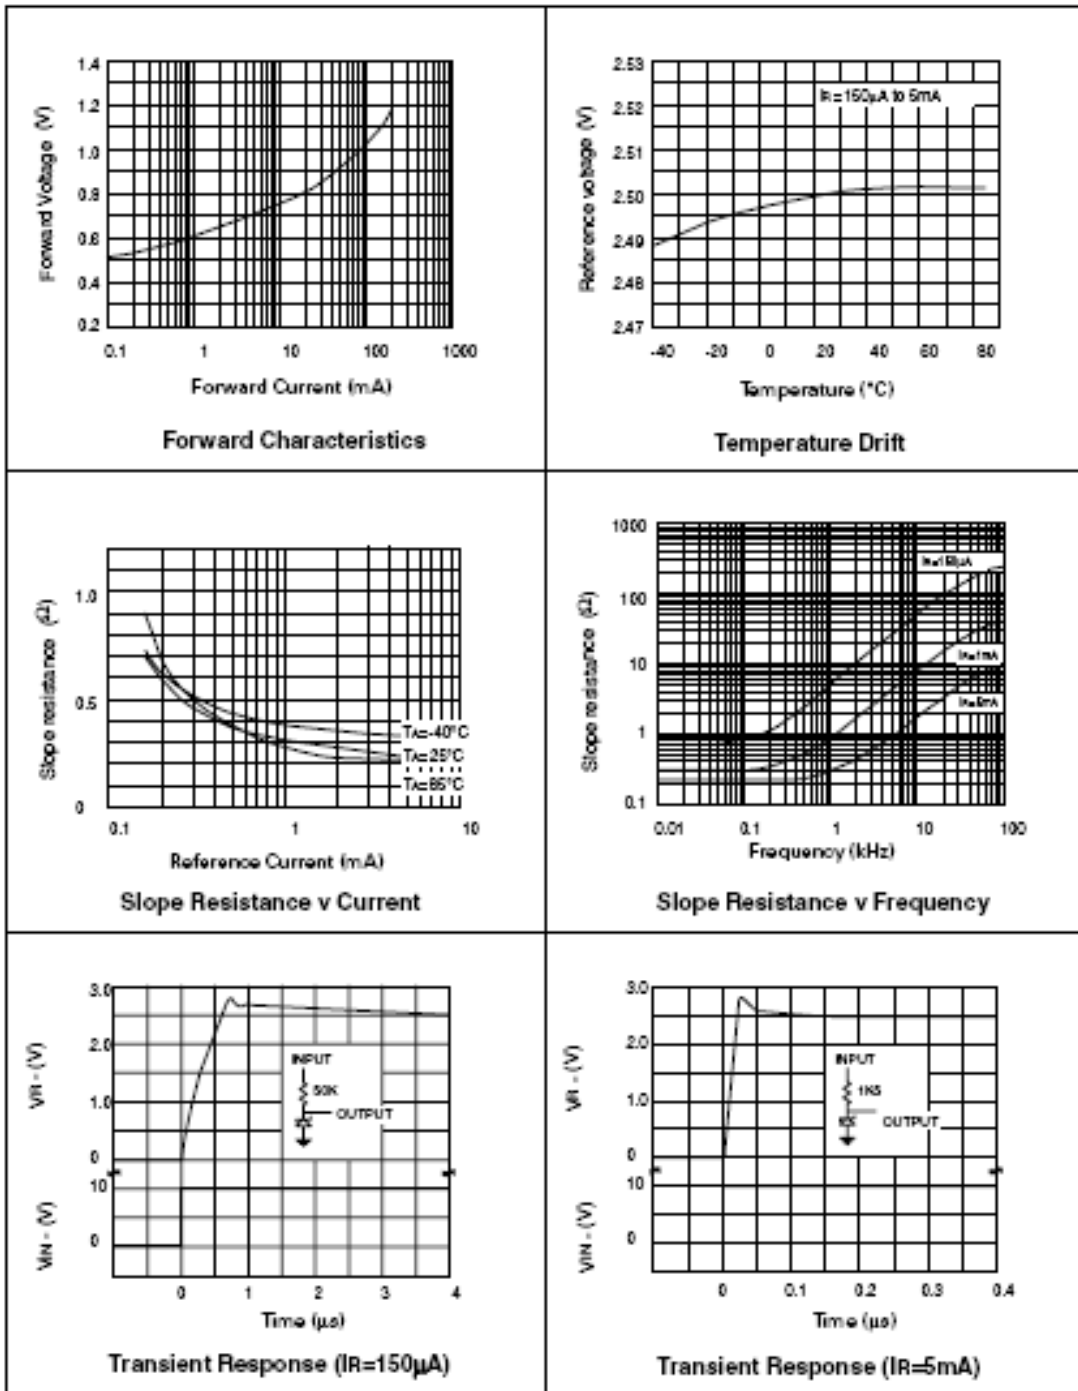 1.4
1.2
1.0
0.8
0.6
0.4
0.2
Forward Voltage (V)
0.1 1 10 100 1000
Forward Current (mA)
Forward Characteristics
2.53
2.52
2.51
2.50
2.49
2.48
2.47
Reference voltage (V)
IR=150µA to 5mA
-40 -20 0 20 40 60 80
Temperature (°C)
Temperature Drift
1.0
0.5
0
Slope resistance (Ω)
TA=-40°C
TA=25°C
TA=85°C
0.1 1 10
Reference Current (mA)
Slope Resistance v Current
1000
100
10
1
0.1
Slope resistance (Ω)
IR=150µA
IR=1mA
IR=5mA
0.01 0.1 1 10 100
Frequency (kHz)
Slope Resistance v Frequency
3.0
2.0
1.0
0
10
0
VR - (V)
VIN - (V)
INPUT
50K
OUTPUT
0 1 2 3 4
Time (µs)
Transient Response (IR=150µA)
3.0
2.0
1.0
0
10
0
VR - (V)
VIN - (V)
INPUT
1K5
OUTPUT
0 0.1 0.2 0.3 0.4
Time (µs)
Transient Response (IR=5mA)